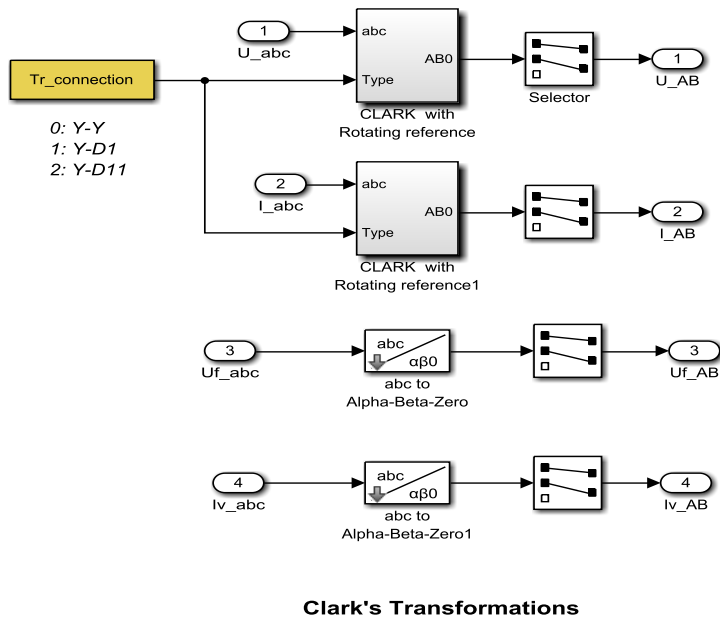 1
U_abc
Tr_connection
0: Y-Y
1: Y-D1
2: Y-D11
abc
AB0
Type
CLARK with
Rotating reference
Selector
1
U_AB
2
I_abc
abc
AB0
Type
CLARK with
Rotating reference1
2
I_AB
3
Uf_abc
abc
αβ0
abc to
Alpha-Beta-Zero
3
Uf_AB
4
Iv_abc
abc
αβ0
abc to
Alpha-Beta-Zero1
4
Iv_AB
Clark's Transformations